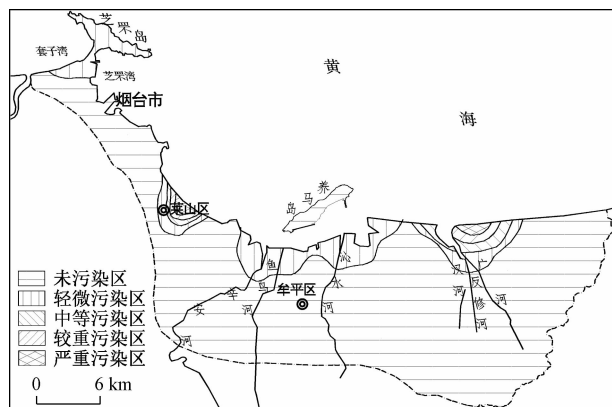 芝罘岛
套子湾
芝罘湾
烟台市
黄海
养马岛
莱山区
安辛河
鱼鸟河
沁水河
牟平区
汉河
反修河
广河
未污染区
轻微污染区
中等污染区
较重污染区
严重污染区
0 6 km